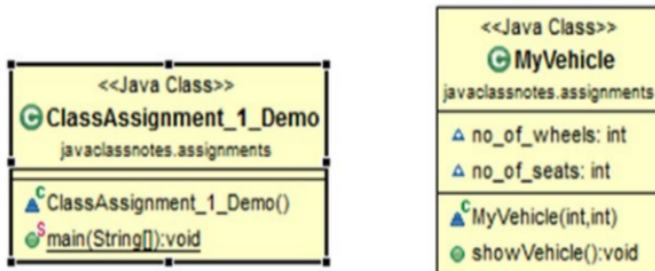 <<Java Class>>
ClassAssignment_1_Demo
javaclassnotes.assignments
ClassAssignment_1_Demo()
main(String[]):void
<<Java Class>>
MyVehicle
javaclassnotes.assignments
no_of_wheels: int
no_of_seats: int
MyVehicle(int,int)
showVehicle():void